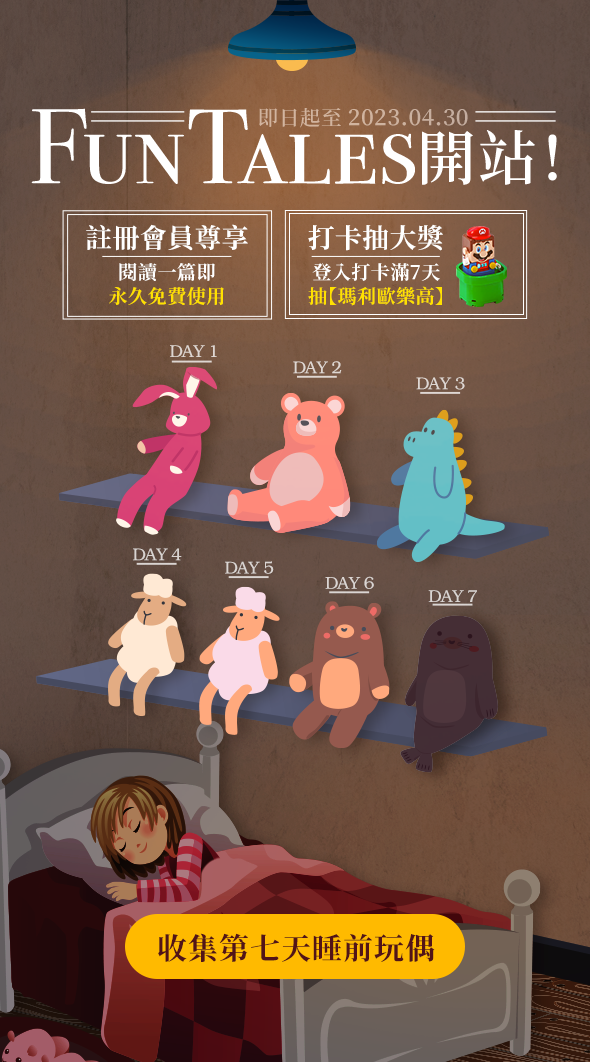 即日起至 2023.04.30
FUNTALES開站！
註冊會員尊享
閱讀一篇即
永久免費使用
打卡抽大獎
登入打卡滿7天
抽【瑪利歐樂高】
DAY 1
DAY 2
DAY 3
DAY 4
DAY 5
DAY 6
DAY 7
收集第七天睡前玩偶